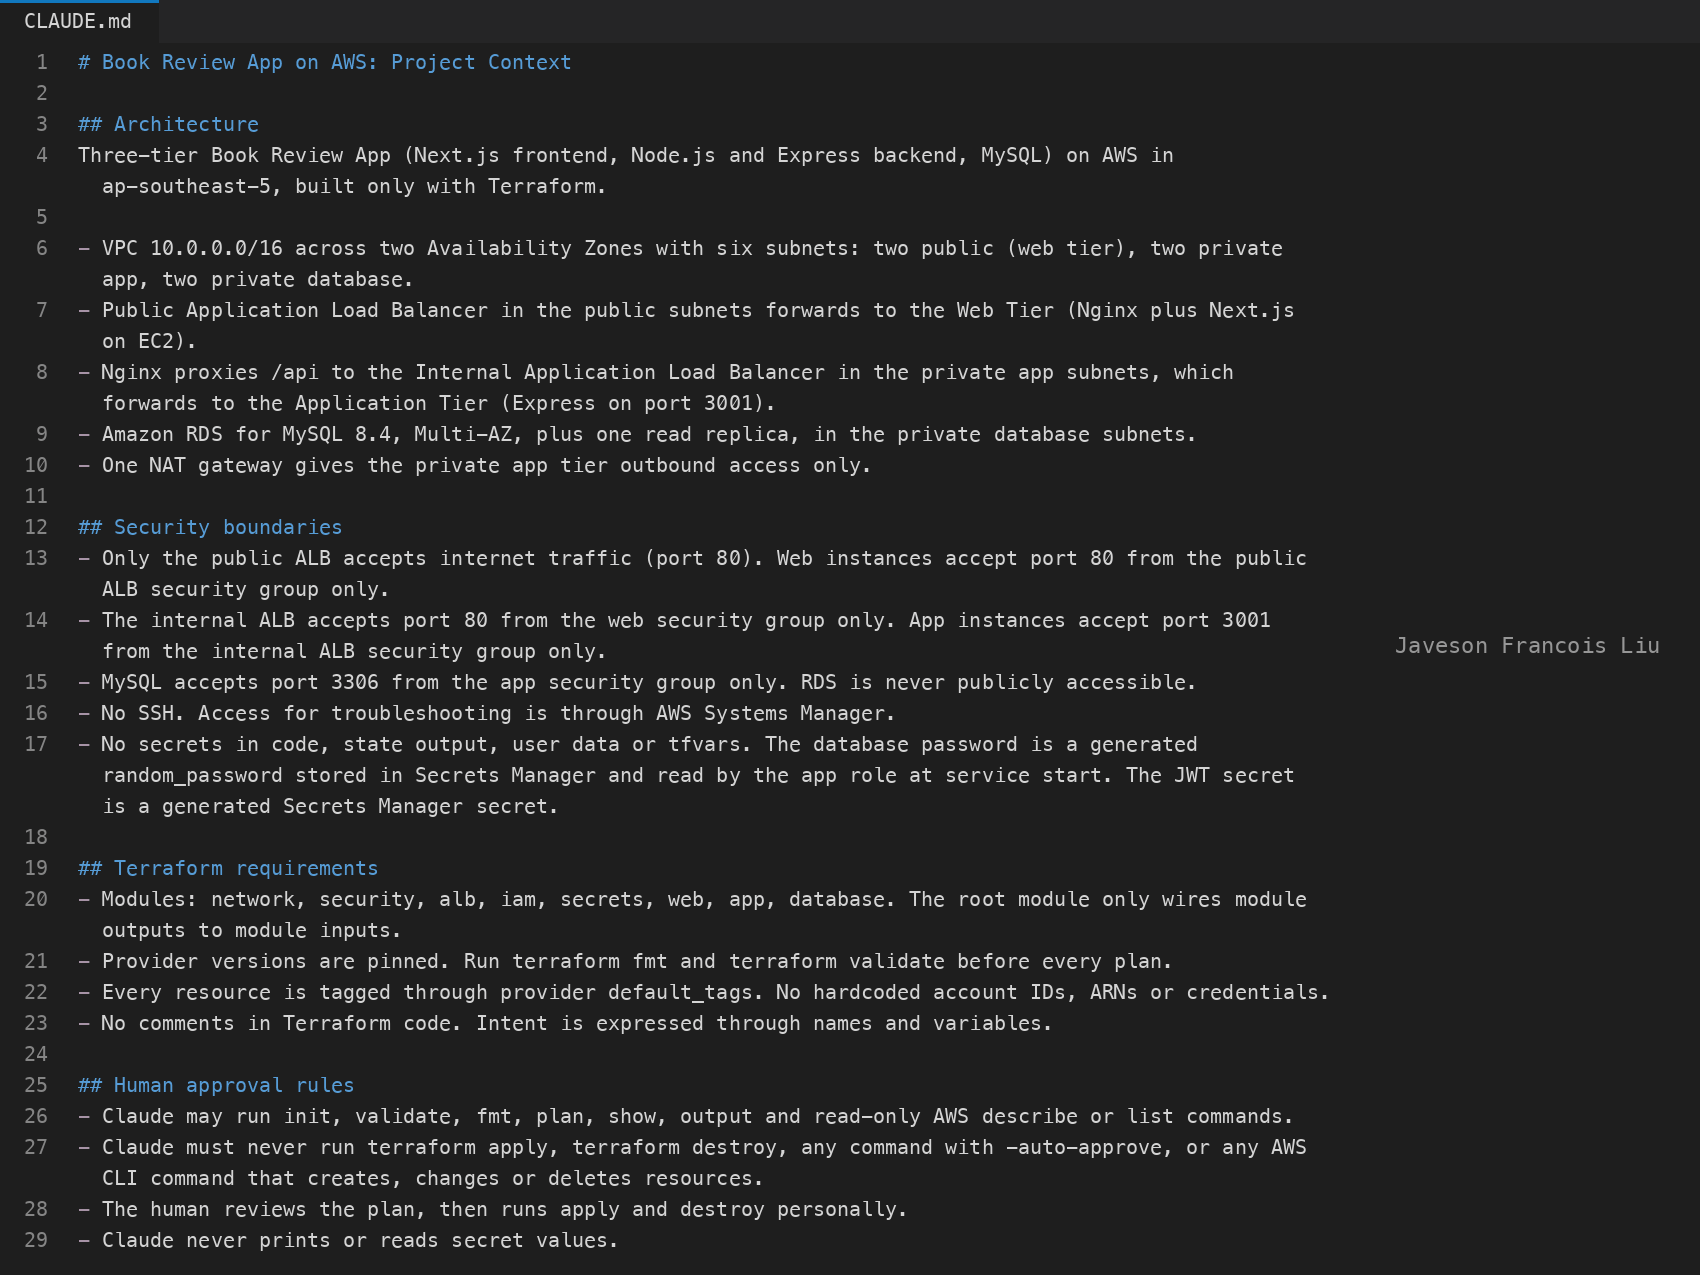 CLAUDE.md
1 # Book Review App on AWS: Project Context
2
3 ## Architecture
4 Three-tier Book Review App (Next.js frontend, Node.js and Express backend, MySQL) on AWS in
ap-southeast-5, built only with Terraform.
5
6 - VPC 10.0.0.0/16 across two Availability Zones with six subnets: two public (web tier), two private
app, two private database.
7 - Public Application Load Balancer in the public subnets forwards to the Web Tier (Nginx plus Next.js
on EC2).
8 - Nginx proxies /api to the Internal Application Load Balancer in the private app subnets, which
forwards to the Application Tier (Express on port 3001).
9 - Amazon RDS for MySQL 8.4, Multi-AZ, plus one read replica, in the private database subnets.
10 - One NAT gateway gives the private app tier outbound access only.
11
12 ## Security boundaries
13 - Only the public ALB accepts internet traffic (port 80). Web instances accept port 80 from the public
ALB security group only.
14 - The internal ALB accepts port 80 from the web security group only. App instances accept port 3001
from the internal ALB security group only.
Javeson Francois Liu
15 - MySQL accepts port 3306 from the app security group only. RDS is never publicly accessible.
16 - No SSH. Access for troubleshooting is through AWS Systems Manager.
17 - No secrets in code, state output, user data or tfvars. The database password is a generated
random_password stored in Secrets Manager and read by the app role at service start. The JWT secret
is a generated Secrets Manager secret.
18
19 ## Terraform requirements
20 - Modules: network, security, alb, iam, secrets, web, app, database. The root module only wires module
outputs to module inputs.
21 - Provider versions are pinned. Run terraform fmt and terraform validate before every plan.
22 - Every resource is tagged through provider default_tags. No hardcoded account IDs, ARNs or credentials.
23 - No comments in Terraform code. Intent is expressed through names and variables.
24
25 ## Human approval rules
26 - Claude may run init, validate, fmt, plan, show, output and read-only AWS describe or list commands.
27 - Claude must never run terraform apply, terraform destroy, any command with -auto-approve, or any AWS
CLI command that creates, changes or deletes resources.
28 - The human reviews the plan, then runs apply and destroy personally.
29 - Claude never prints or reads secret values.